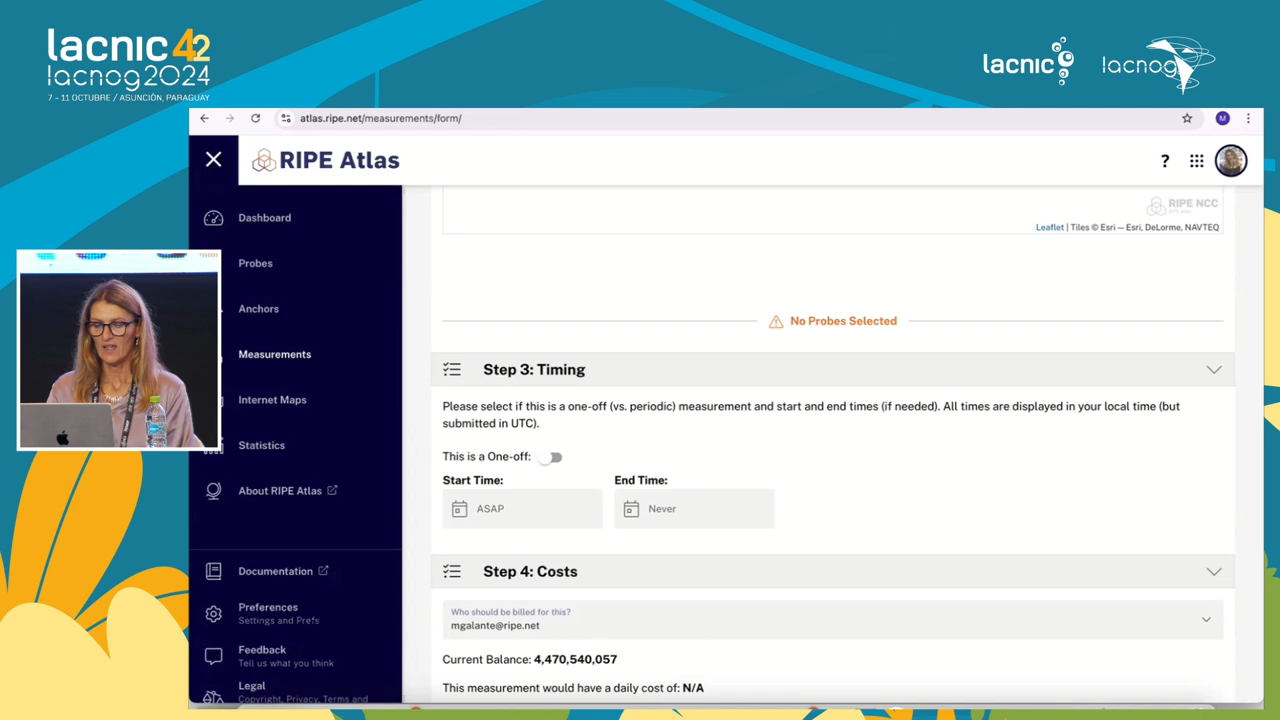 lacnic 42
lacnog2024
7 - 11 OCTUBRE / ASUNCIÓN, PARAGUAY
lacnic
lacnog
atlas.ripe.net/measurements/form/
M
RIPE Atlas
?
Dashboard
Probes
Anchors
Measurements
Internet Maps
Statistics
About RIPE Atlas
Documentation
Preferences
Settings and Prefs
Feedback
Tell us what you think
Legal
Copyright, Privacy, Terms and
RIPE NCC
Leaflet | Tiles © Esri — Esri, DeLorme, NAVTEQ
No Probes Selected
Step 3: Timing
Please select if this is a one-off (vs. periodic) measurement and start and end times (if needed). All times are displayed in your local time (but
submitted in UTC).
This is a One-off:
Start Time:
End Time:
ASAP
Never
Step 4: Costs
Who should be billed for this?
mgalante@ripe.net
Current Balance: 4,470,540,057
This measurement would have a daily cost of: N/A